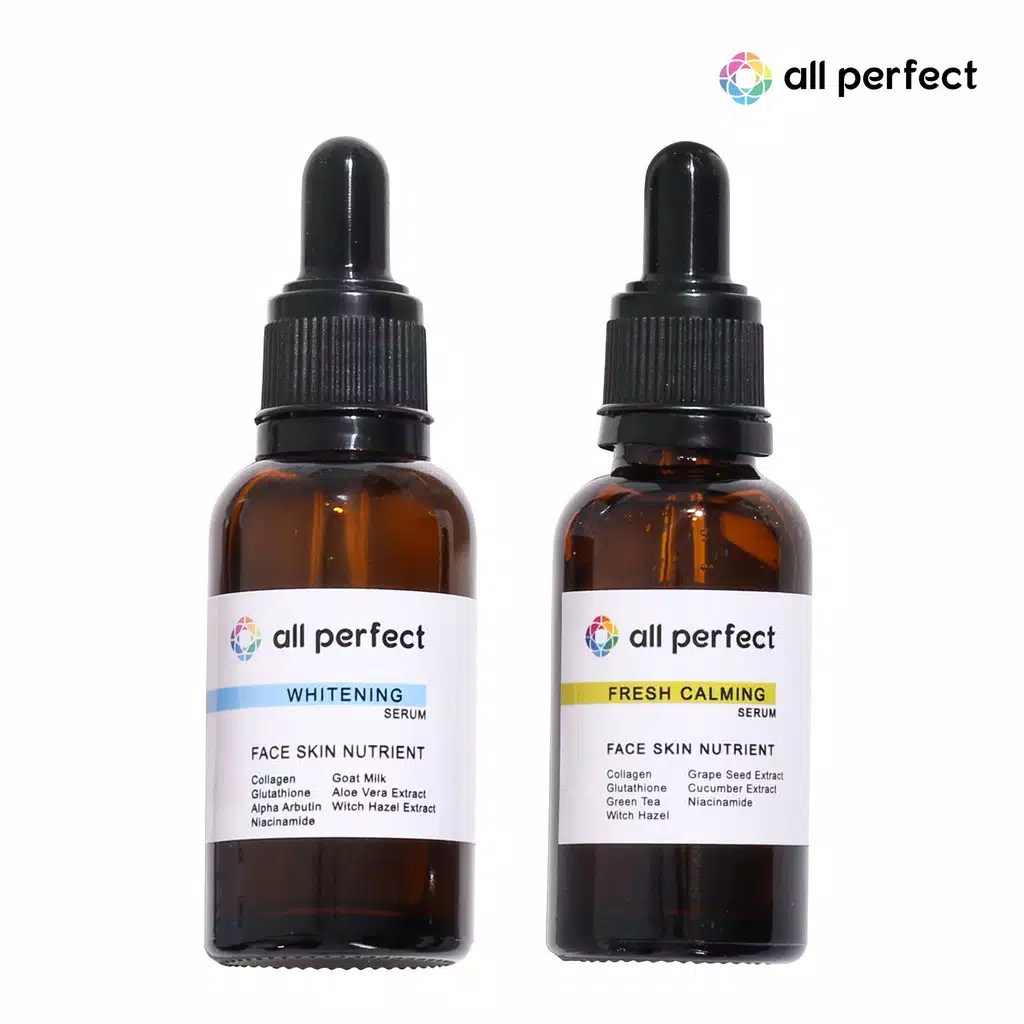 all perfect
all perfect
WHITENING
SERUM
FACE SKIN NUTRIENT
Collagen Goat Milk
Glutathione Aloe Vera Extract
Alpha Arbutin Witch Hazel Extract
Niacinamide
all perfect
FRESH CALMING
SERUM
FACE SKIN NUTRIENT
Collagen Grape Seed Extract
Glutathione Cucumber Extract
Green Tea Niacinamide
Witch Hazel